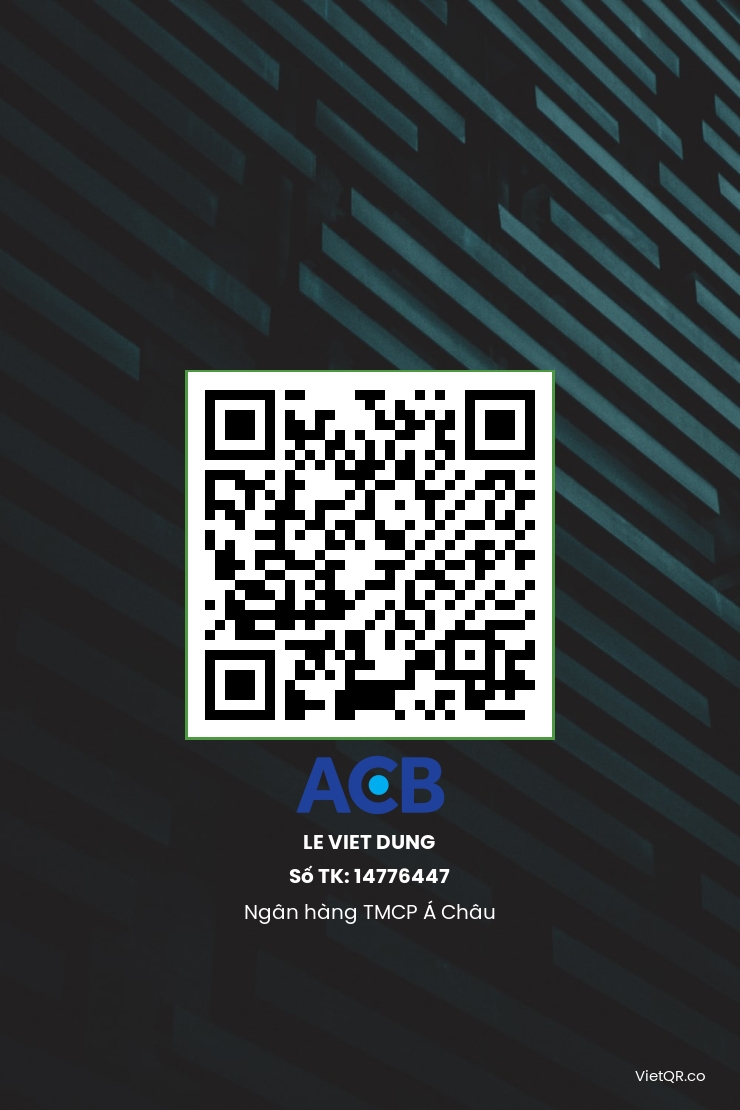 ACB
LE VIET DUNG
Số TK: 14776447
Ngân hàng TMCP Á Châu
VietQR.co